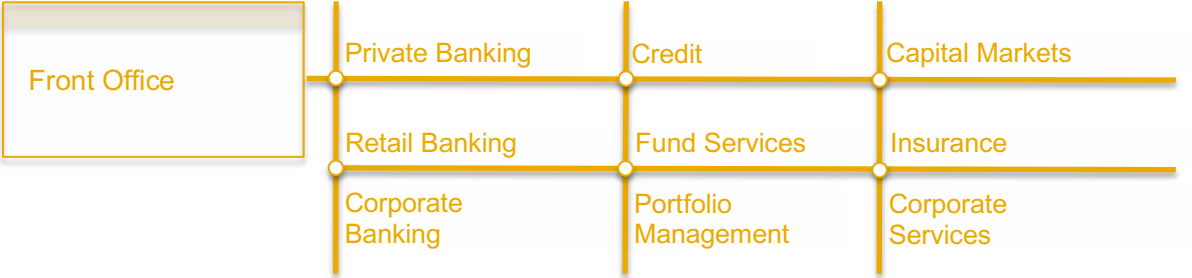 Front Office
Private Banking
Credit
Capital Markets
Retail Banking
Fund Services
Insurance
Corporate
Banking
Portfolio
Management
Corporate
Services